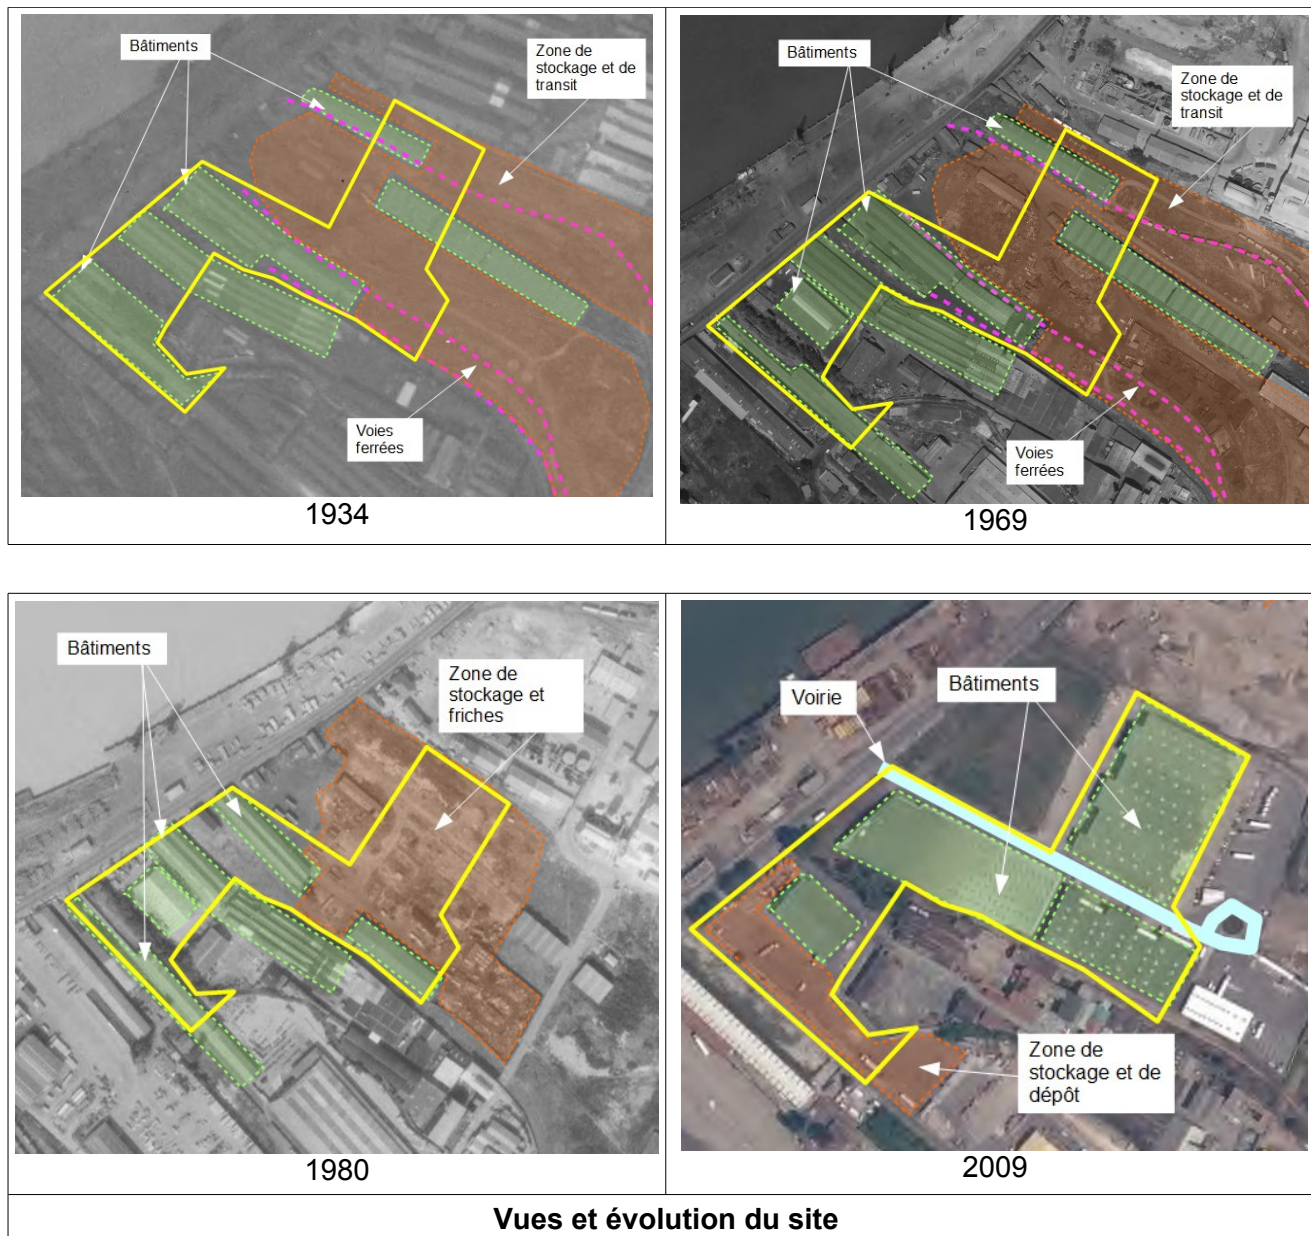 Bâtiments
Zone de
stockage et de
transit
Voies
ferrées
1934
Bâtiments
Zone de
stockage et de
transit
Voies
ferrées
1969
Bâtiments
Zone de
stockage et
friches
1980
Voirie
Bâtiments
Zone de
stockage et de
dépôt
2009
Vues et évolution du site